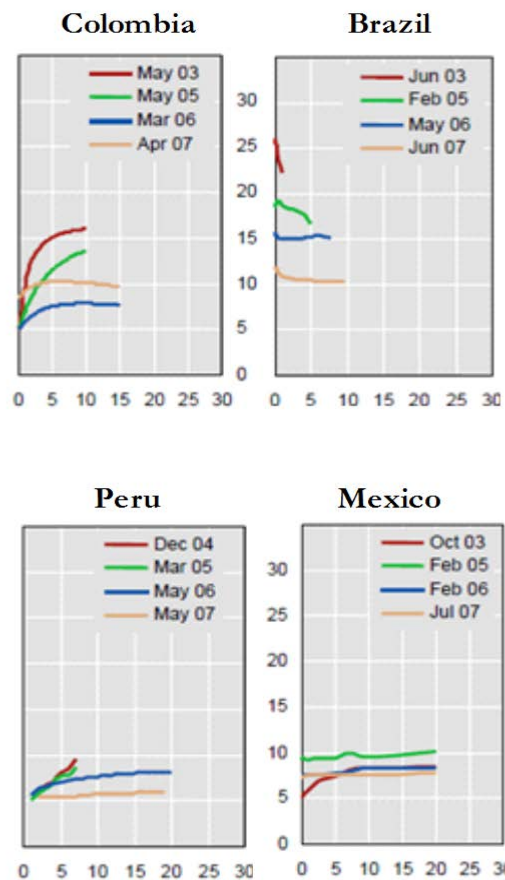 Colombia
May 03
May 05
Mar 06
Apr 07
0 5 10 15 20 25 30
Brazil
Jun 03
Feb 05
May 06
Jun 07
30
25
20
15
10
5
0
0 5 10 15 20 25 30
Peru
Dec 04
Mar 05
May 06
May 07
0 5 10 15 20 25 30
Mexico
Oct 03
Feb 05
Feb 06
Jul 07
30
25
20
15
10
5
0
0 5 10 15 20 25 30